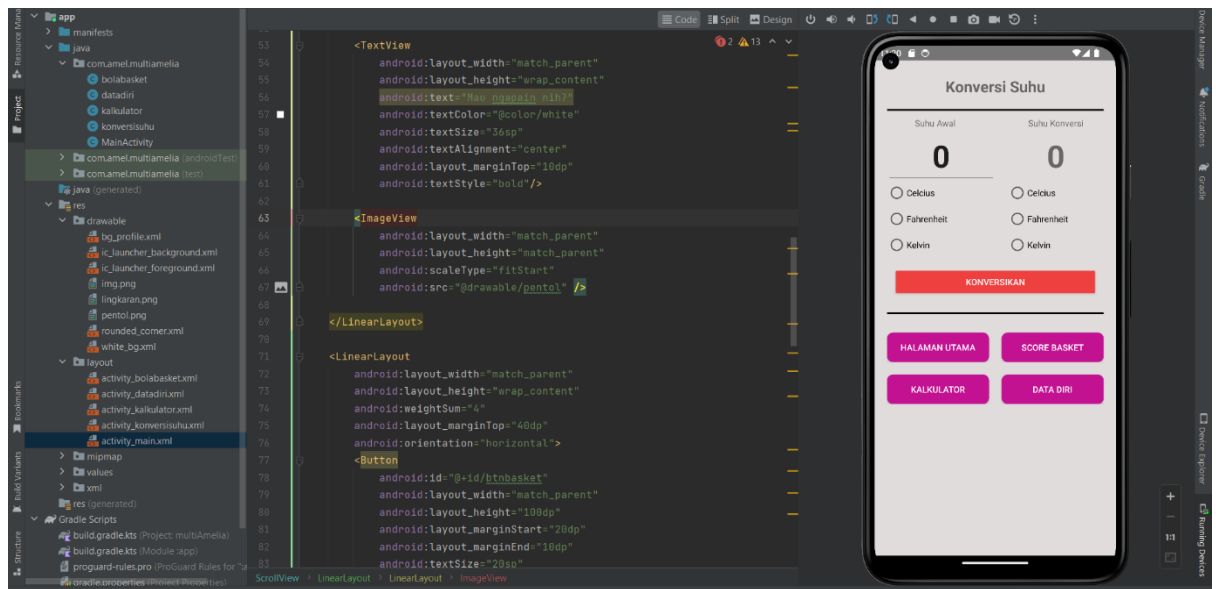 Resource Mana
Project
Bookmarks
Build Variants
Structure
app
manifests
java
com.amel.multiamelia
bolabasket
datadiri
kalkulator
konversisuhu
MainActivity
com.amel.multiamelia (androidTest)
com.amel.multiamelia (test)
java (generated)
res
drawable
bg_profile.xml
ic_launcher_background.xml
ic_launcher_foreground.xml
img.png
lingkaran.png
pentol.png
rounded_corner.xml
white_bg.xml
layout
activity_bolabasket.xml
activity_datadiri.xml
activity_kalkulator.xml
activity_konversisuhu.xml
activity_main.xml
mipmap
values
xml
res (generated)
Gradle Scripts
build.gradle.kts (Project: multiAmelia)
build.gradle.kts (Module :app)
proguard-rules.pro (ProGuard Rules for ":a
gradle.properties (Project Properties)
Code Split Design
2 13
53 <TextView
54 android:layout_width="match_parent"
55 android:layout_height="wrap_content"
56 android:text="Mau ngapain nih?"
57 android:textColor="@color/white"
58 android:textSize="36sp"
59 android:textAlignment="center"
60 android:layout_marginTop="10dp"
61 android:textStyle="bold"/>
62
63 <ImageView
64 android:layout_width="match_parent"
65 android:layout_height="match_parent"
66 android:scaleType="fitStart"
67 android:src="@drawable/pentol" />
68
69 </LinearLayout>
70
71 <LinearLayout
72 android:layout_width="match_parent"
73 android:layout_height="wrap_content"
74 android:weightSum="4"
75 android:layout_marginTop="40dp"
76 android:orientation="horizontal">
77 <Button
78 android:id="@+id/btnbasket"
79 android:layout_width="match_parent"
80 android:layout_height="100dp"
81 android:layout_marginStart="20dp"
82 android:layout_marginEnd="10dp"
83 android:textSize="20sp"
ScrollView › LinearLayout › LinearLayout › ImageView
Konversi Suhu
Suhu Awal Suhu Konversi
0 0
Celcius Celcius
Fahrenheit Fahrenheit
Kelvin Kelvin
KONVERSIKAN
HALAMAN UTAMA SCORE BASKET
KALKULATOR DATA DIRI
1:1
Device Manager
Notifications
Gradle
Device Explorer
Running Devices